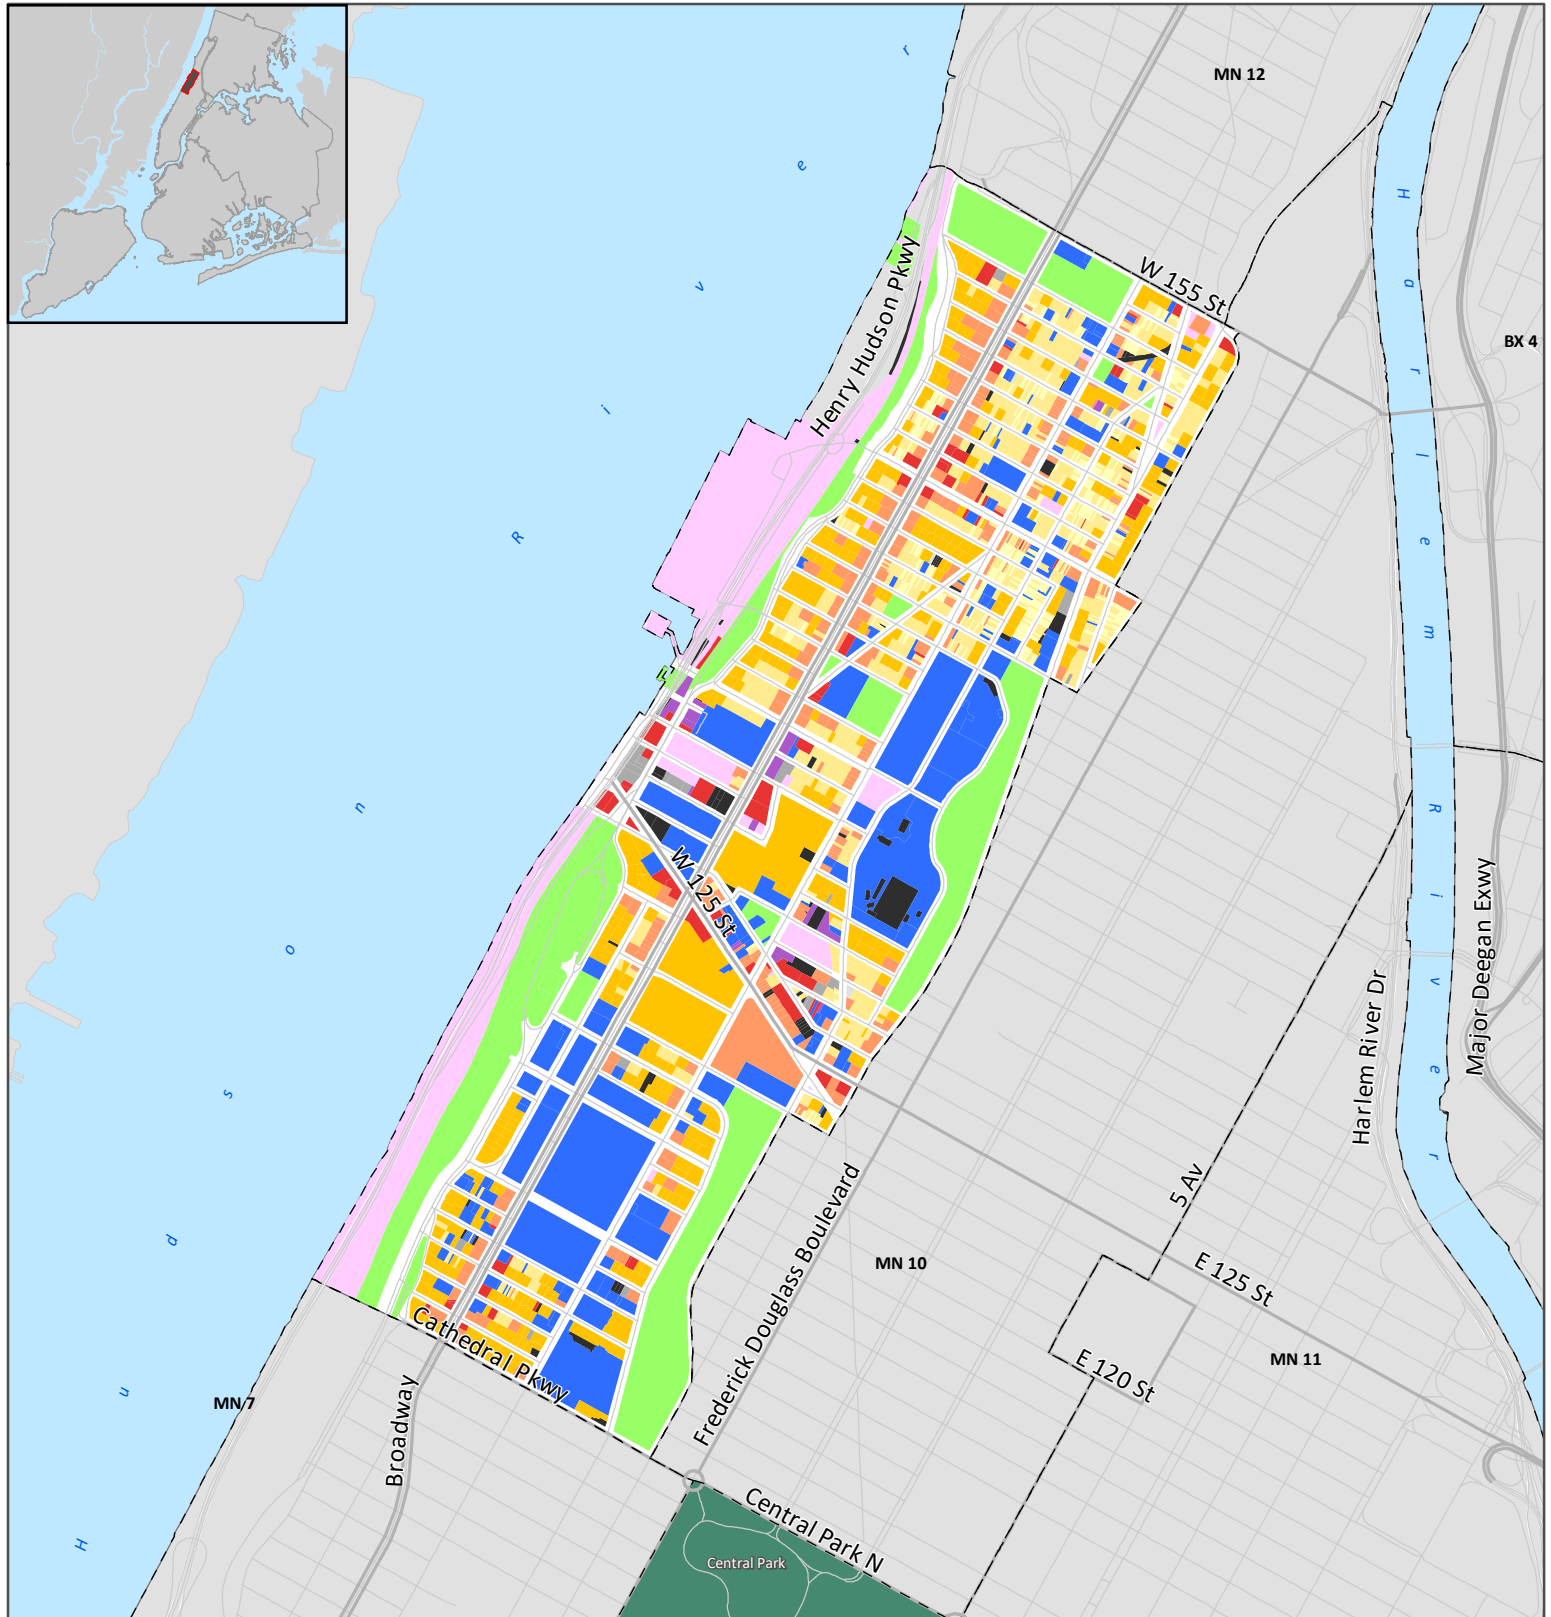 MN 12
W 155 St
Henry Hudson Pkwy
BX 4
Hudson River
Harlem River
W 125 St
Major Deegan Exwy
Harlem River Dr
5 Av
Frederick Douglass Boulevard
MN 10
E 125 St
Cathedral Pkwy
MN 11
E 120 St
MN 7
Broadway
Central Park N
Central Park